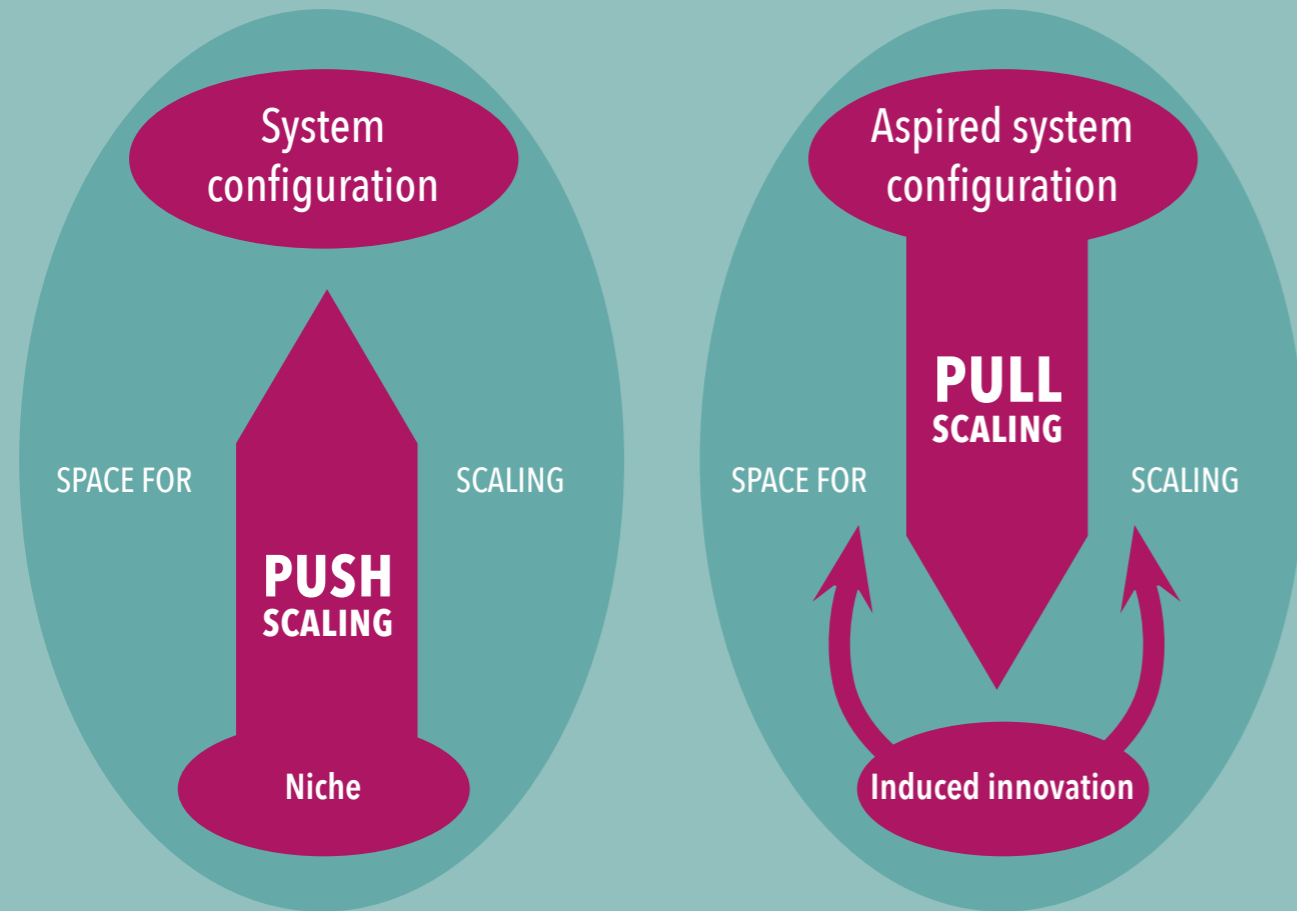 System
configuration
SPACE FOR
SCALING
PUSH
SCALING
Niche
Aspired system
configuration
PULL
SCALING
SPACE FOR
SCALING
Induced innovation